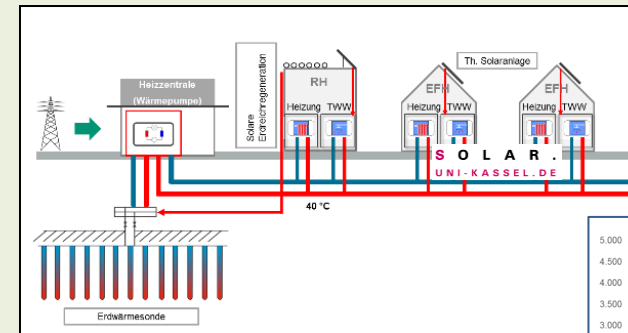 Heizzentrale
(Wärmepumpe)
Solare
Erdreichregeneration
RH
Heizung TWW
Th. Solaranlage
EFH
Heizung TWW
EFH
Heizung TWW
SOLAR.
UNI-KASSEL.DE
40 °C
Erdwärmesonde
5.000
4.500
4.000
3.500
3.000